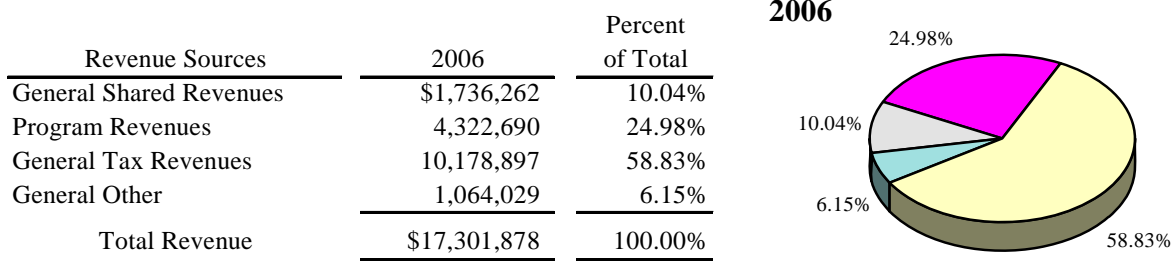 Percent
Revenue Sources 2006 of Total
General Shared Revenues $1,736,262 10.04%
Program Revenues 4,322,690 24.98%
General Tax Revenues 10,178,897 58.83%
General Other 1,064,029 6.15%
Total Revenue $17,301,878 100.00%
2006
24.98%
10.04%
6.15%
58.83%